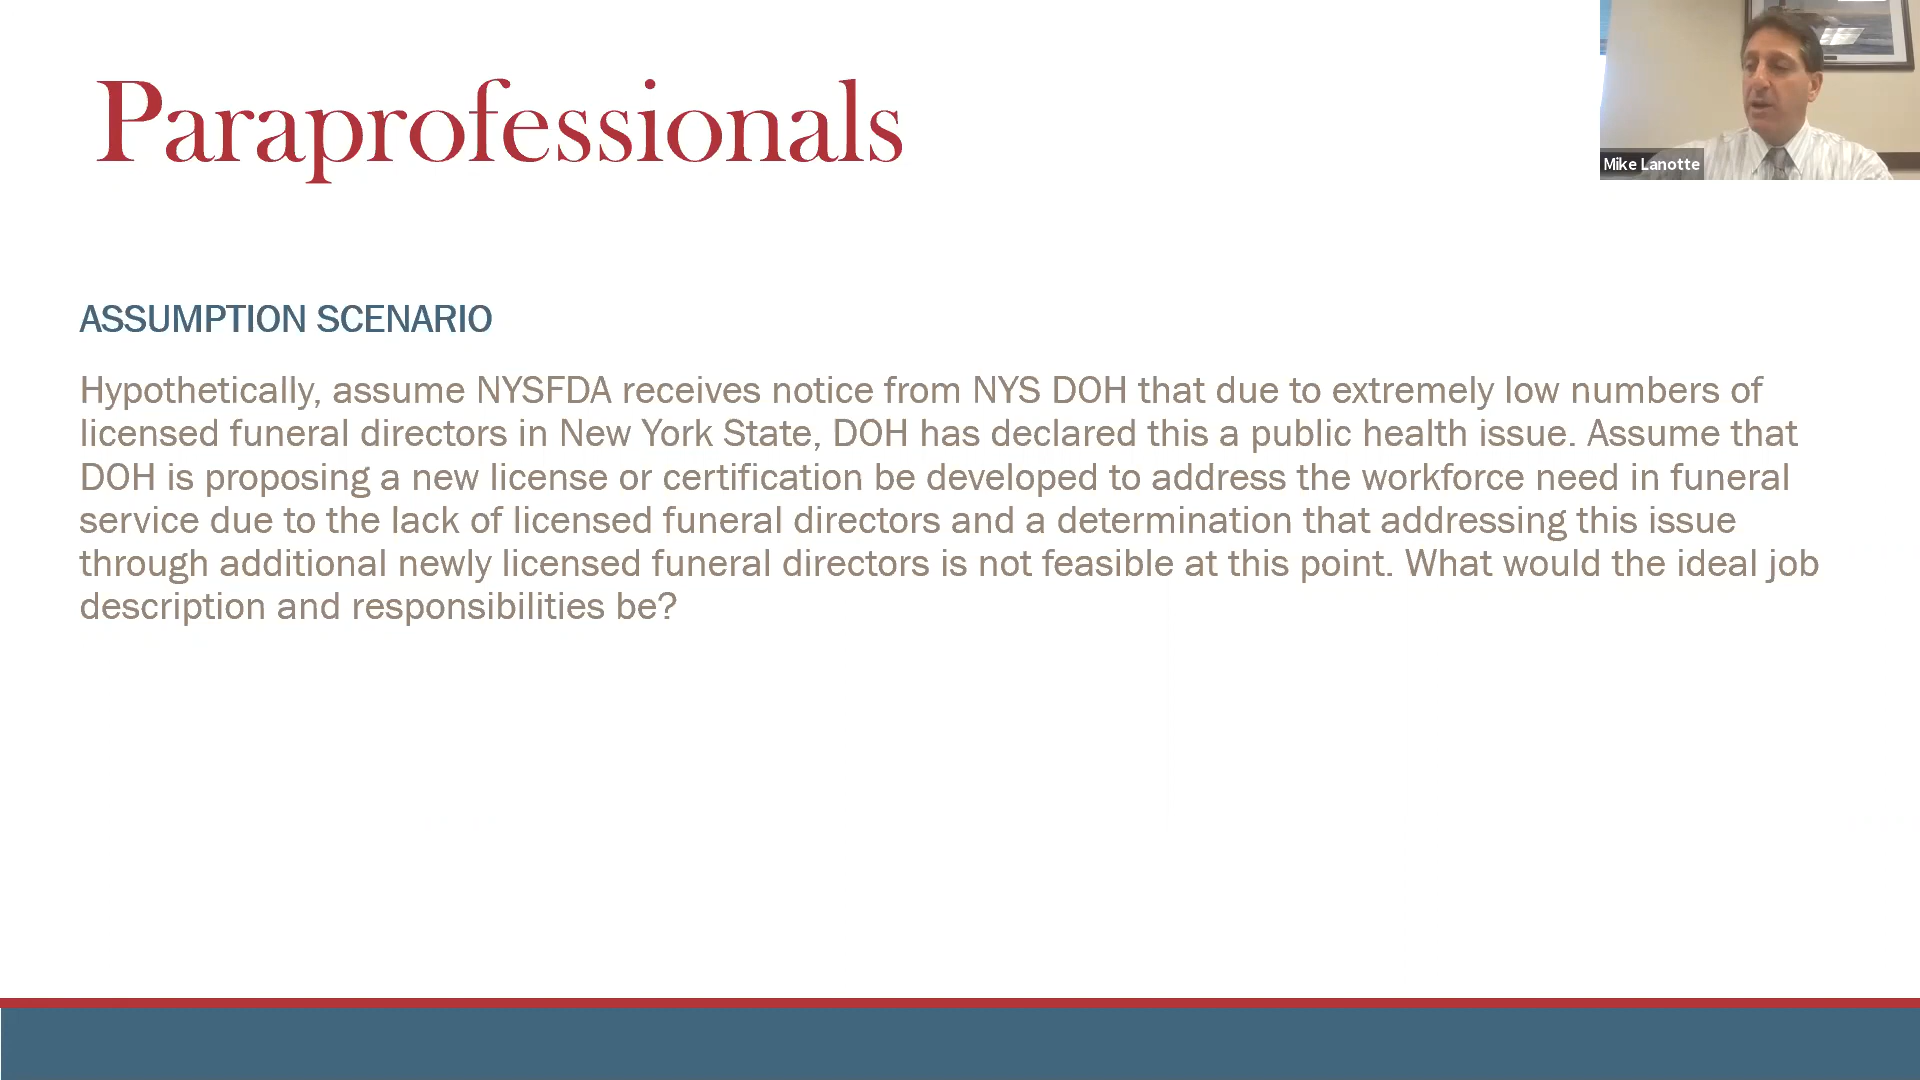 Paraprofessionals
Mike Lanotte
ASSUMPTION SCENARIO
Hypothetically, assume NYSFDA receives notice from NYS DOH that due to extremely low numbers of
licensed funeral directors in New York State, DOH has declared this a public health issue. Assume that
DOH is proposing a new license or certification be developed to address the workforce need in funeral
service due to the lack of licensed funeral directors and a determination that addressing this issue
through additional newly licensed funeral directors is not feasible at this point. What would the ideal job
description and responsibilities be?